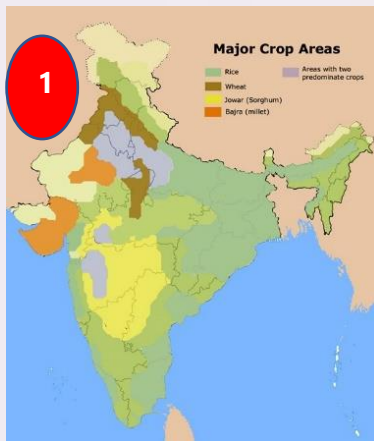 1
Major Crop Areas
Rice
Wheat
Jowar (Sorghum)
Bajra (millet)
Areas with two
predominate crops